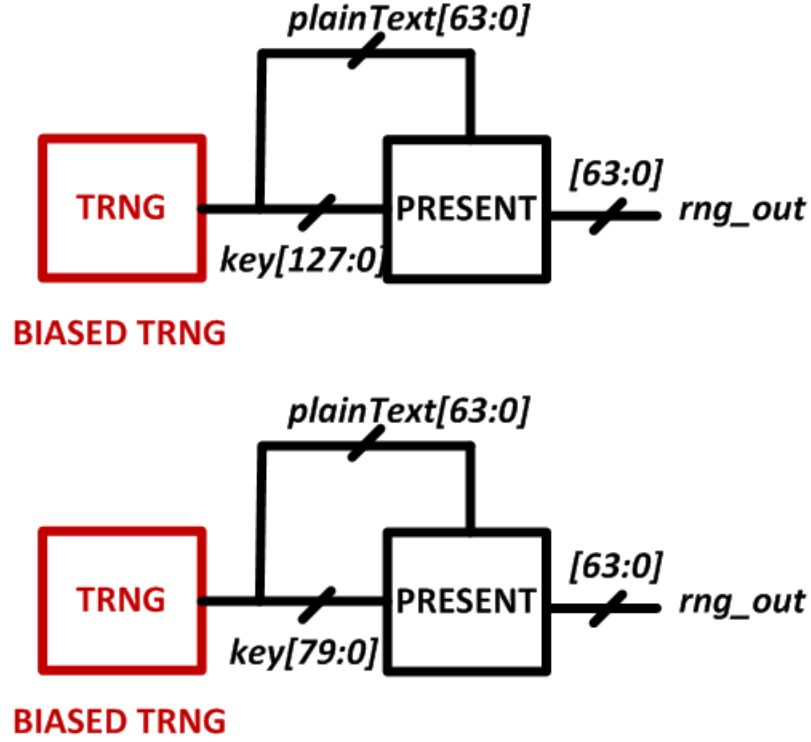 plainText[63:0]
TRNG
PRESENT
[63:0]
rng_out
key[127:0]
BIASED TRNG
plainText[63:0]
TRNG
PRESENT
[63:0]
rng_out
key[79:0]
BIASED TRNG